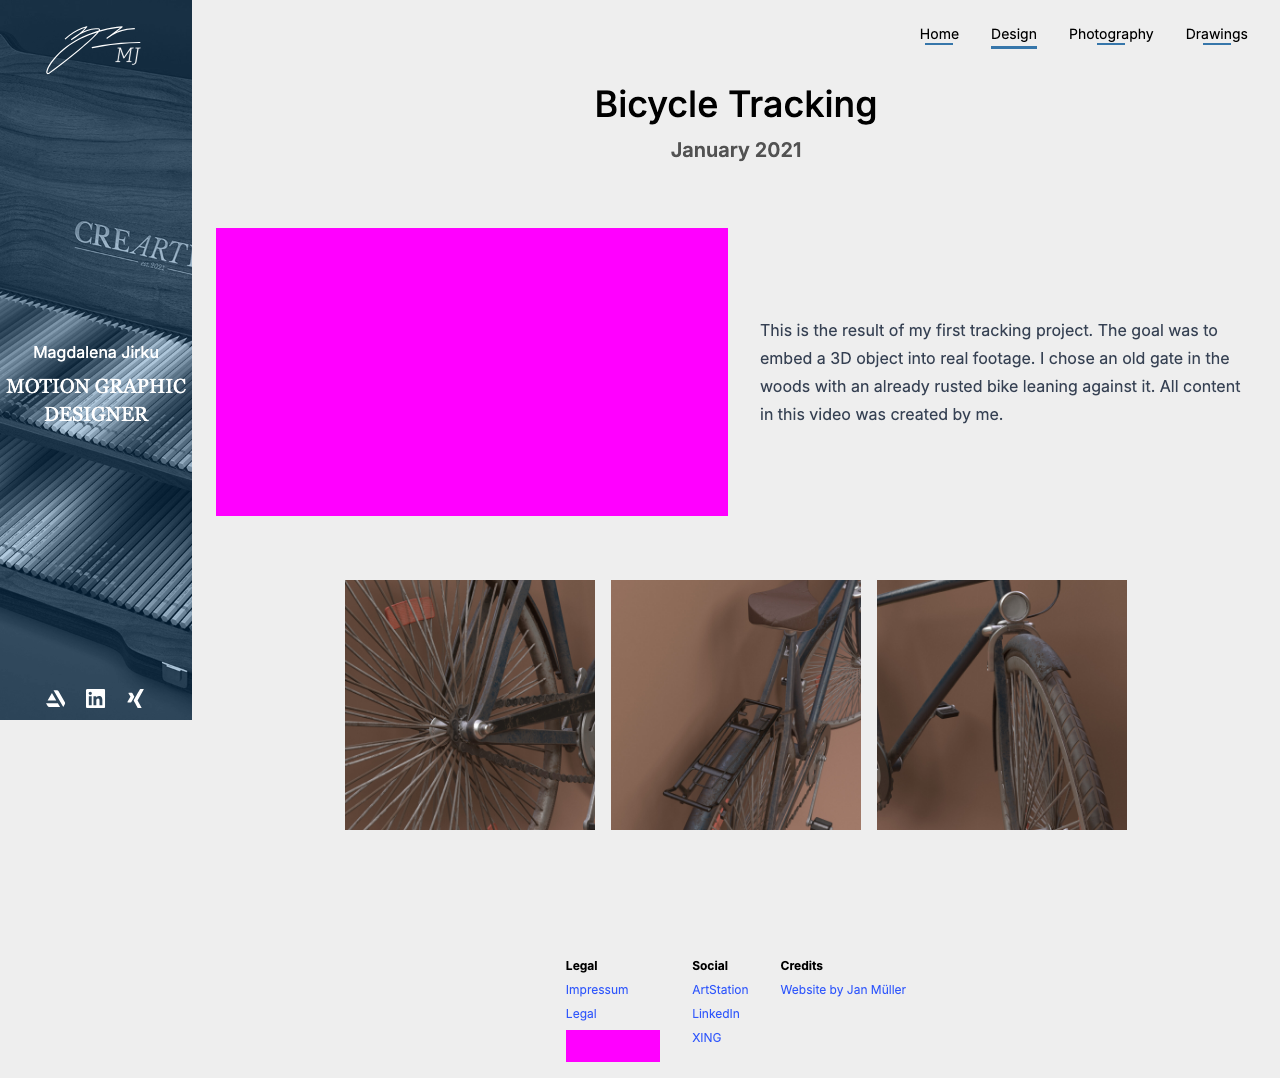 MJ
Home
Design
Photography
Drawings
Bicycle Tracking
January 2021
CREART
est. 2021
Magdalena Jirku
MOTION GRAPHIC
DESIGNER
in
This is the result of my first tracking project. The goal was to
embed a 3D object into real footage. I chose an old gate in the
woods with an already rusted bike leaning against it. All content
in this video was created by me.
Legal
Impressum
Legal
Social
ArtStation
LinkedIn
XING
Credits
Website by Jan Müller